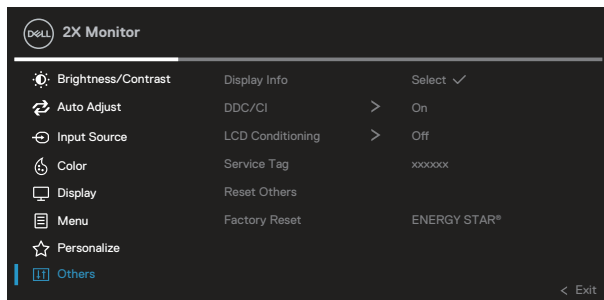 DELL 2X Monitor
Brightness/Contrast Display Info Select ✓
Auto Adjust DDC/CI > On
Input Source LCD Conditioning > Off
Color Service Tag xxxxxx
Display Reset Others
Menu Factory Reset ENERGY STAR®
Personalize
Others
< Exit